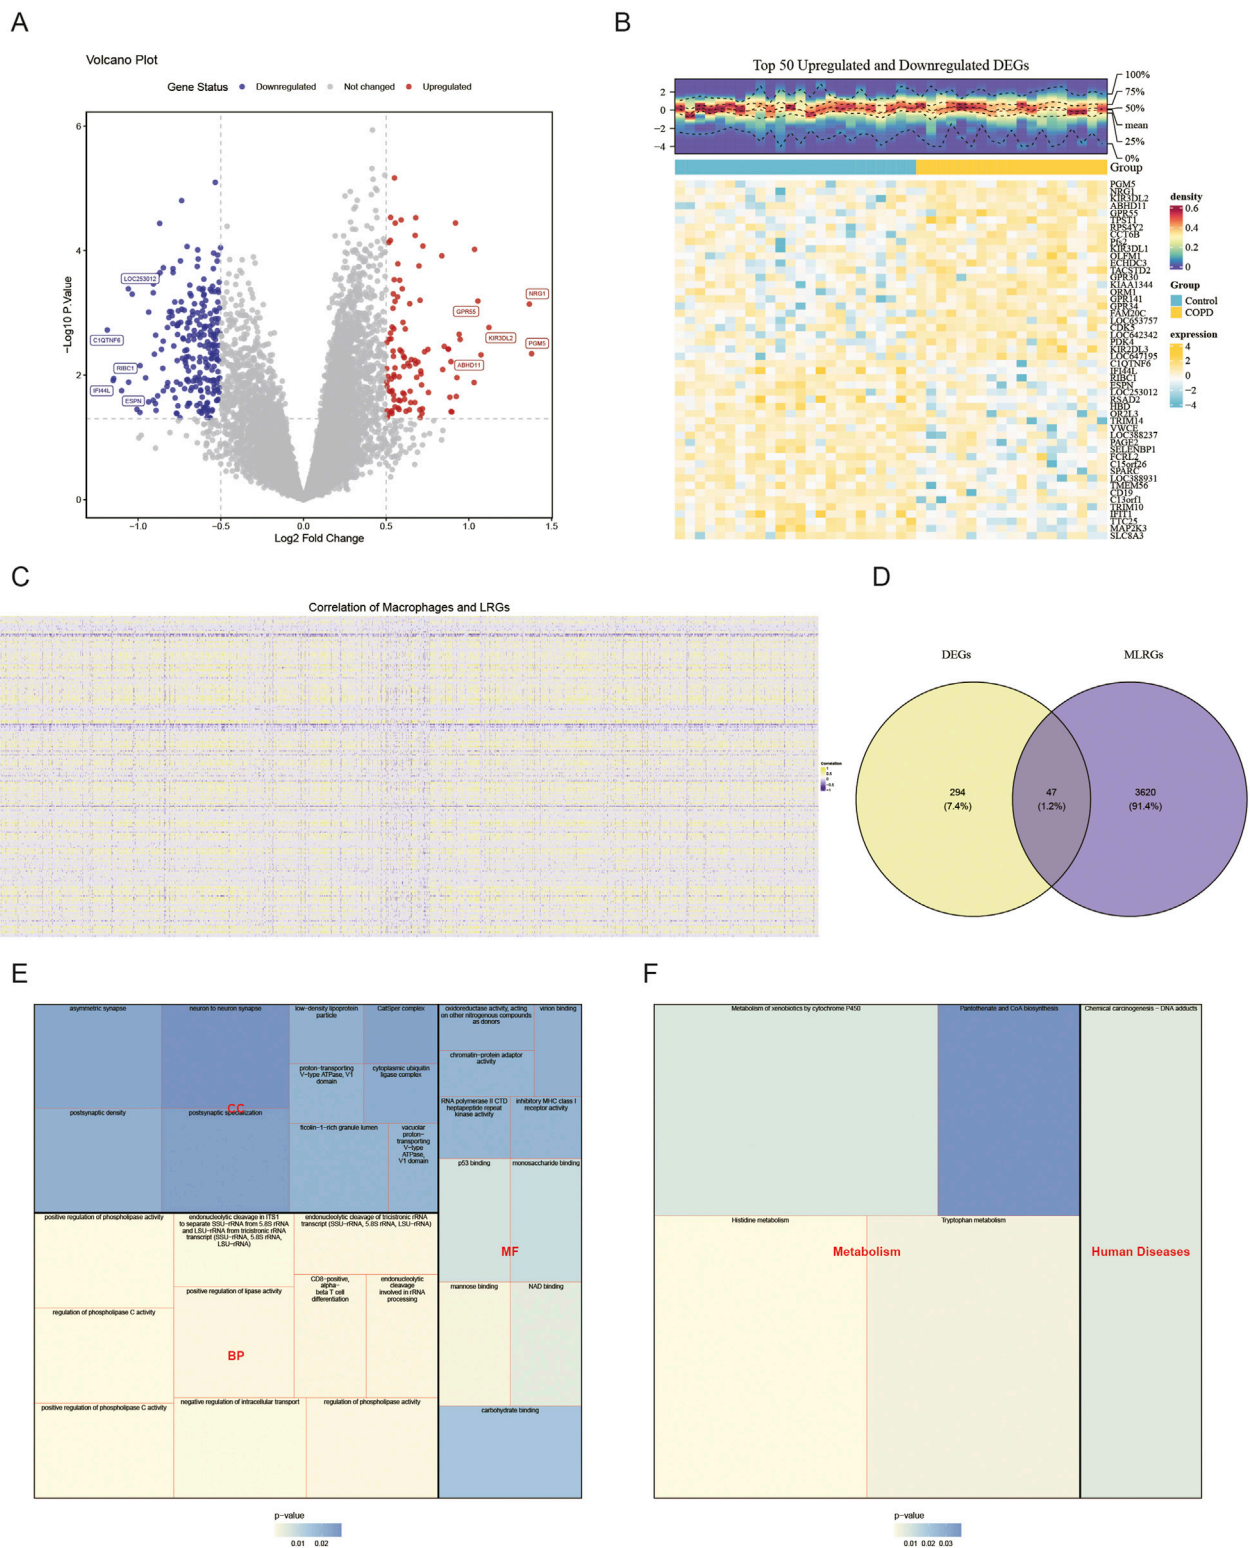 A
Volcano Plot
Gene Status Downregulated Not changed Upregulated
6
4
2
0
−1.0
−0.5
0.0
0.5
1.0
1.5
−Log10 P.Value
Log2 Fold Change
LOC253012
C1QTNF6
RIBC1
IFI44L
ESPN
NRG1
GPR55
KIR3DL2
PGM5
ABHD11
B
Top 50 Upregulated and Downregulated DEGs
2
0
−2
−4
100%
75%
50%
mean
25%
0%
Group
PGM5
NRG1
KIR3DL2
ABHD11
GPR55
TPST1
RPS4Y2
CCT6B
PI62
KIR3DL1
OLFM1
ECHDC3
TACSTD2
GPR30
KIAA1344
ORM1
GPR141
GPR34
FAM20C
LOC653757
CDK5
LOC642342
PDK4
KIR2DL3
LOC647195
C1QTNF6
IFI44L
RIBC1
ESPN
LOC253012
RSAD2
HBD
OR2L3
TRIM14
VWCE
LOC388237
PAGE2
SELENBP1
FCRL2
C15orf26
SPARC
LOC388931
TMEM56
CD19
C13orf1
TRIM10
IFIT1
TTC25
MAP2K3
SLC8A3
density
0.6
0.4
0.2
0
Group
Control
COPD
expression
4
2
0
−2
−4
C
Correlation of Macrophages and LRGs
Correlation
1
0.5
0
−0.5
−1
D
DEGs
MLRGs
294
(7.4%)
47
(1.2%)
3620
(91.4%)
E
asymmetric synapse
neuron to neuron synapse
low−density lipoprotein
particle
CatSper complex
proton−transporting
V−type ATPase, V1
domain
cytoplasmic ubiquitin
ligase complex
postsynaptic density
postsynaptic specialization
CC
ficolin−1−rich granule lumen
vacuolar
proton−
transporting
V−type
ATPase,
V1 domain
oxidoreductase activity, acting
on other nitrogenous compounds
as donors
virion binding
chromatin−protein adaptor
activity
RNA polymerase II CTD
heptapeptide repeat
kinase activity
inhibitory MHC class I
receptor activity
p53 binding
monosaccharide binding
MF
mannose binding
NAD binding
carbohydrate binding
positive regulation of phospholipase activity
endonucleolytic cleavage in ITS1
to separate SSU−rRNA from 5.8S rRNA
and LSU−rRNA from tricistronic rRNA
transcript (SSU−rRNA, 5.8S rRNA,
LSU−rRNA)
endonucleolytic cleavage of tricistronic rRNA
transcript (SSU−rRNA, 5.8S rRNA, LSU−rRNA)
CD8−positive,
alpha−
beta T cell
differentiation
endonucleolytic
cleavage
involved in rRNA
processing
positive regulation of lipase activity
regulation of phospholipase C activity
BP
positive regulation of phospholipase C activity
negative regulation of intracellular transport
regulation of phospholipase activity
p−value
0.01 0.02
F
Metabolism of xenobiotics by cytochrome P450
Pantothenate and CoA biosynthesis
Chemical carcinogenesis − DNA adducts
Histidine metabolism
Tryptophan metabolism
Metabolism
Human Diseases
p−value
0.01 0.02 0.03